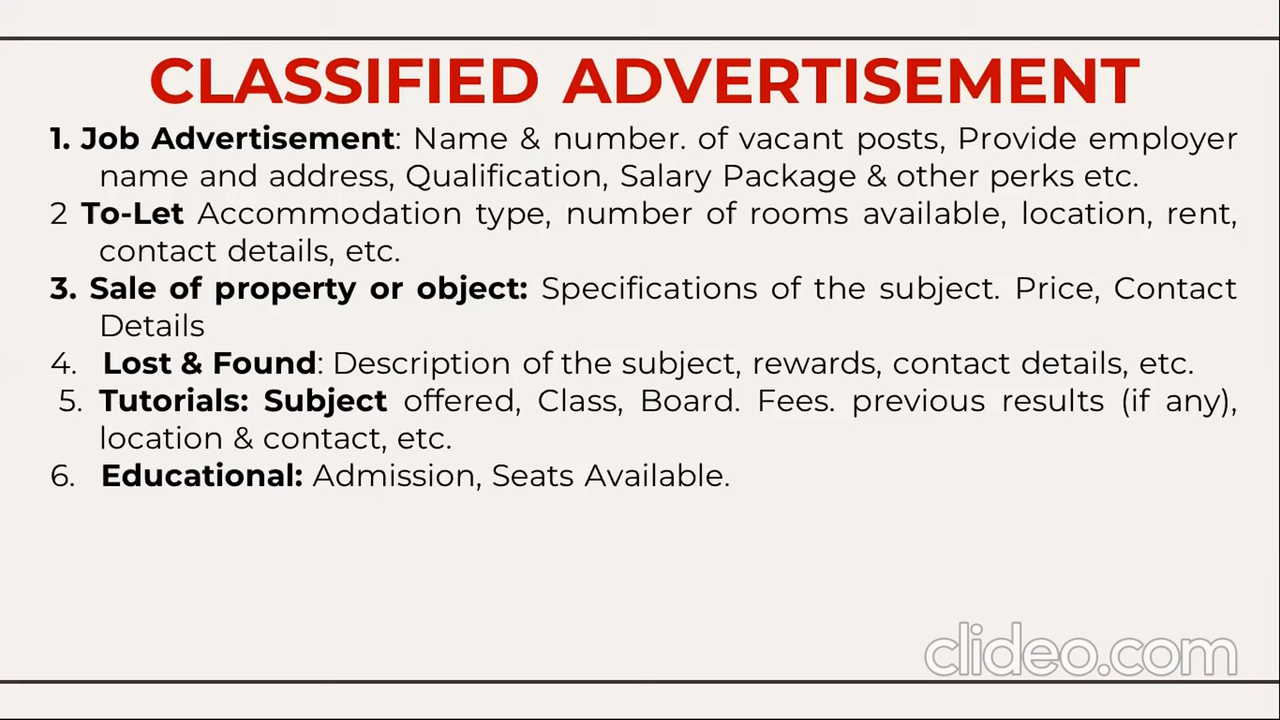 CLASSIFIED ADVERTISEMENT
1. Job Advertisement: Name & number. of vacant posts, Provide employer
name and address, Qualification, Salary Package & other perks etc.
2 To-Let Accommodation type, number of rooms available, location, rent,
contact details, etc.
3. Sale of property or object: Specifications of the subject. Price, Contact
Details
4. Lost & Found: Description of the subject, rewards, contact details, etc.
5. Tutorials: Subject offered, Class, Board. Fees. previous results (if any),
location & contact, etc.
6. Educational: Admission, Seats Available.
clideo.com